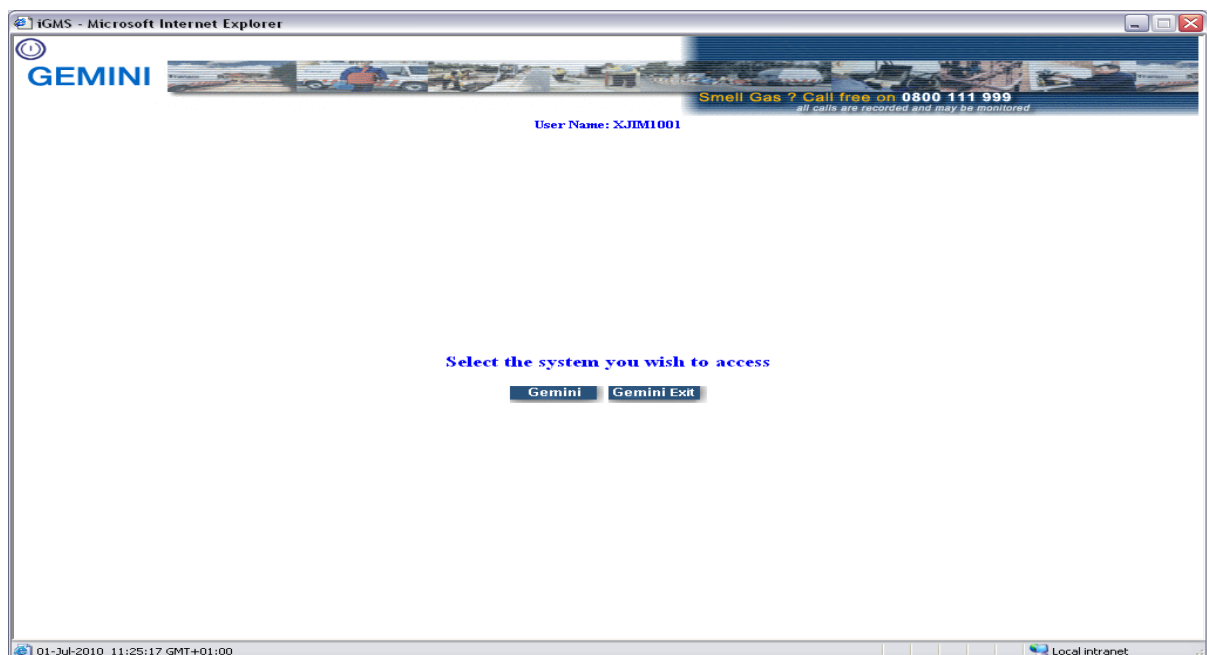 iGMS - Microsoft Internet Explorer
GEMINI
Smell Gas ? Call free on 0800 111 999
all calls are recorded and may be monitored
User Name: XJIM1001
Select the system you wish to access
Gemini
Gemini Exit
01-Jul-2010 11:25:17 GMT+01:00
Local intranet